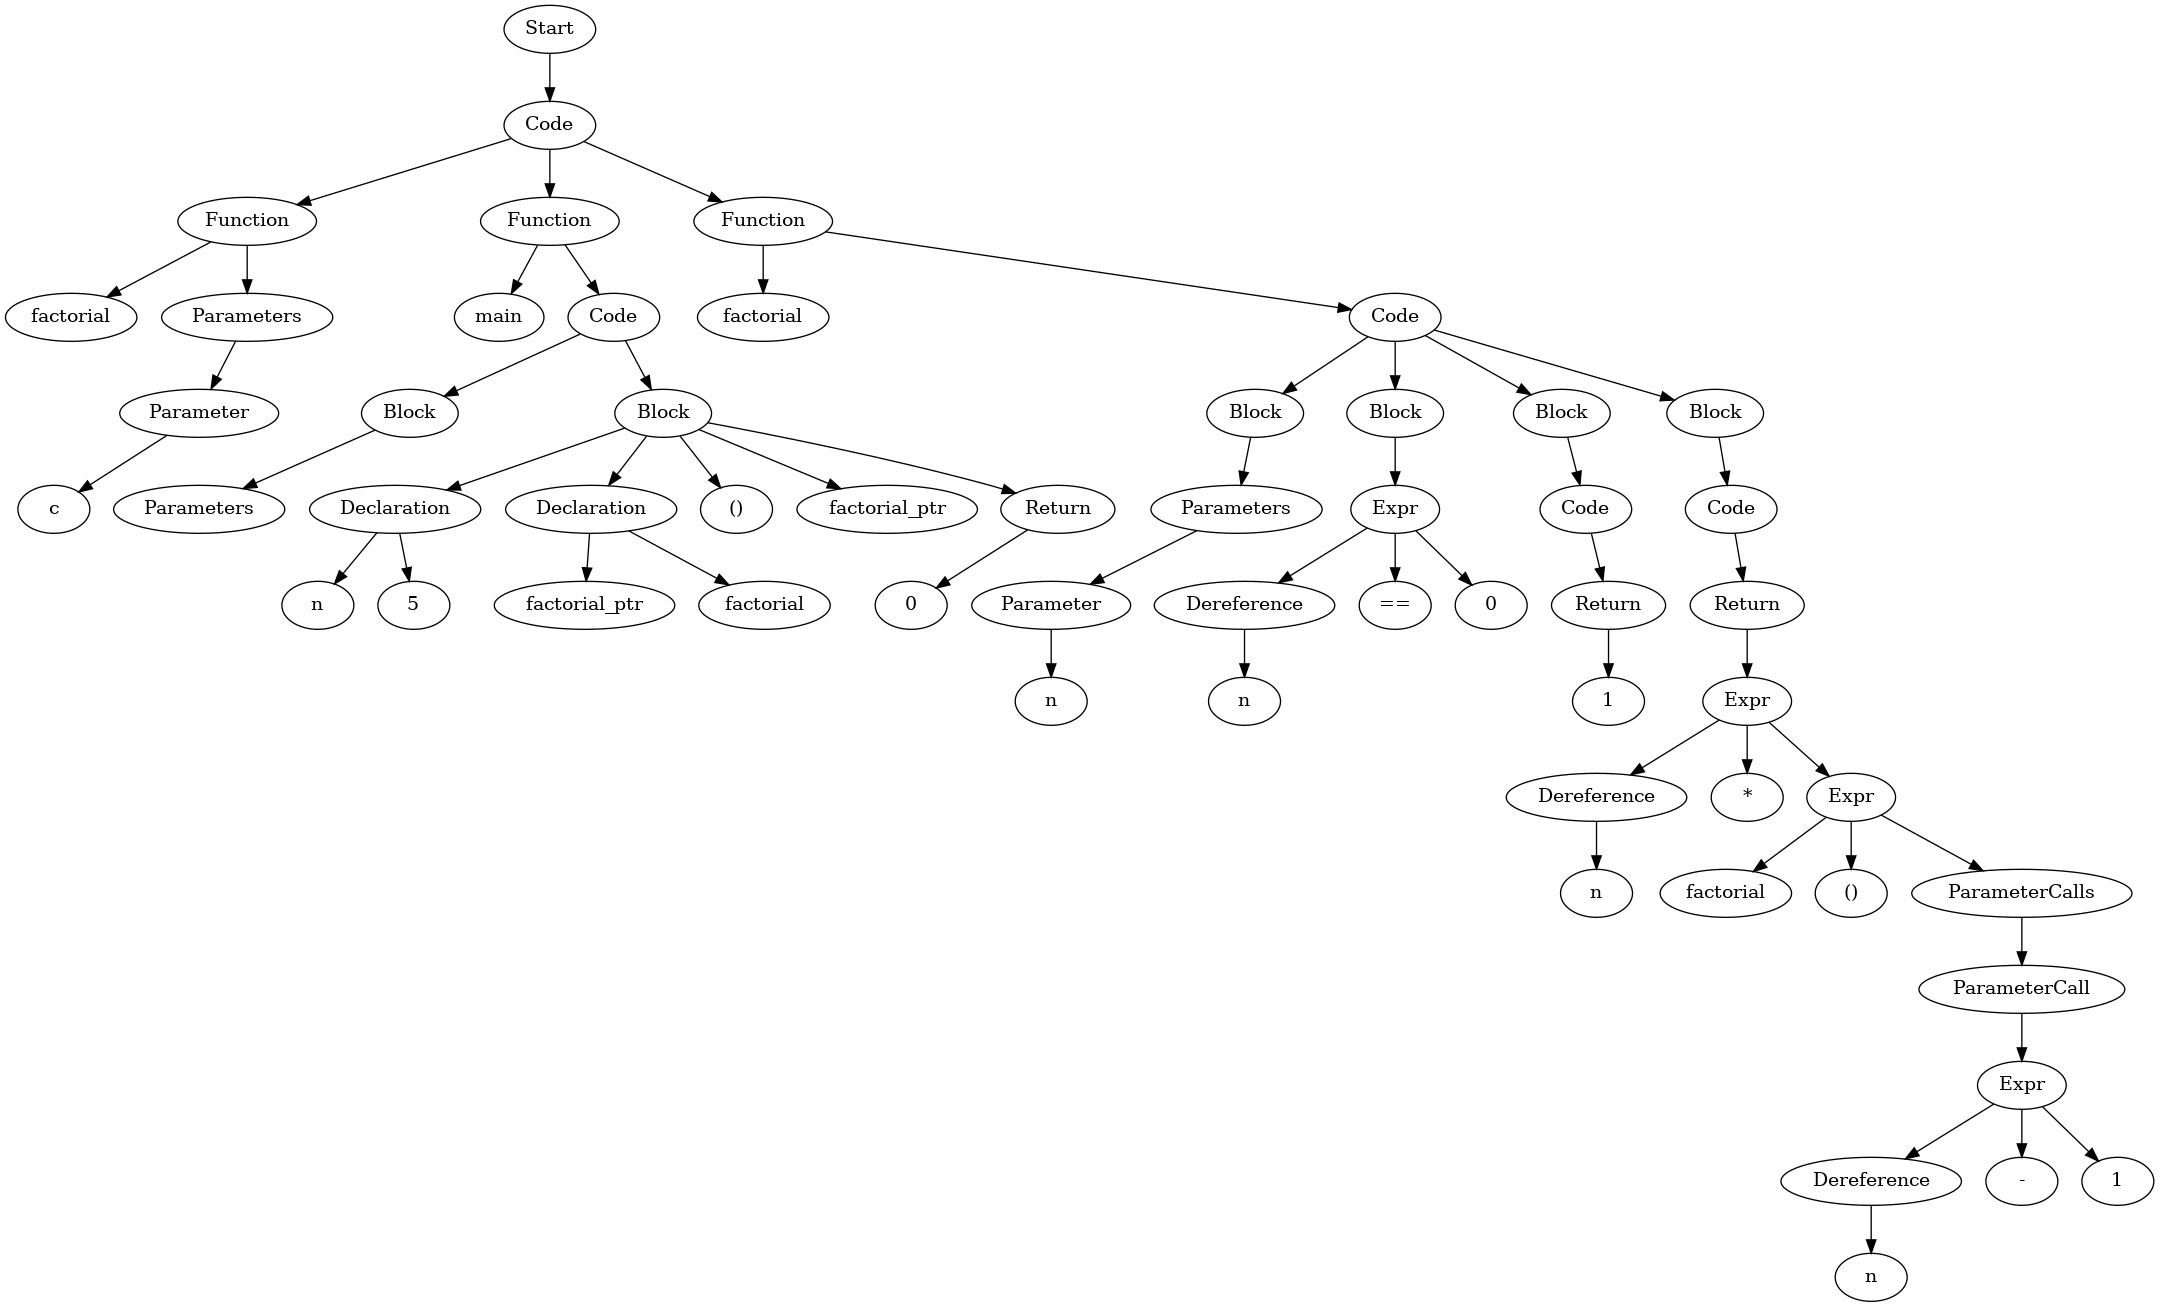 Start
Code
Function Function Function
factorial Parameters main Code factorial Code
Parameter Block Block Block Block Block Block
c Parameters Declaration Declaration () factorial_ptr Return Parameters Expr Code Code
n 5 factorial_ptr factorial 0 Parameter Dereference == 0 Return Return
n n 1 Expr
Dereference * Expr
n factorial () ParameterCalls
ParameterCall
Expr
Dereference - 1
n